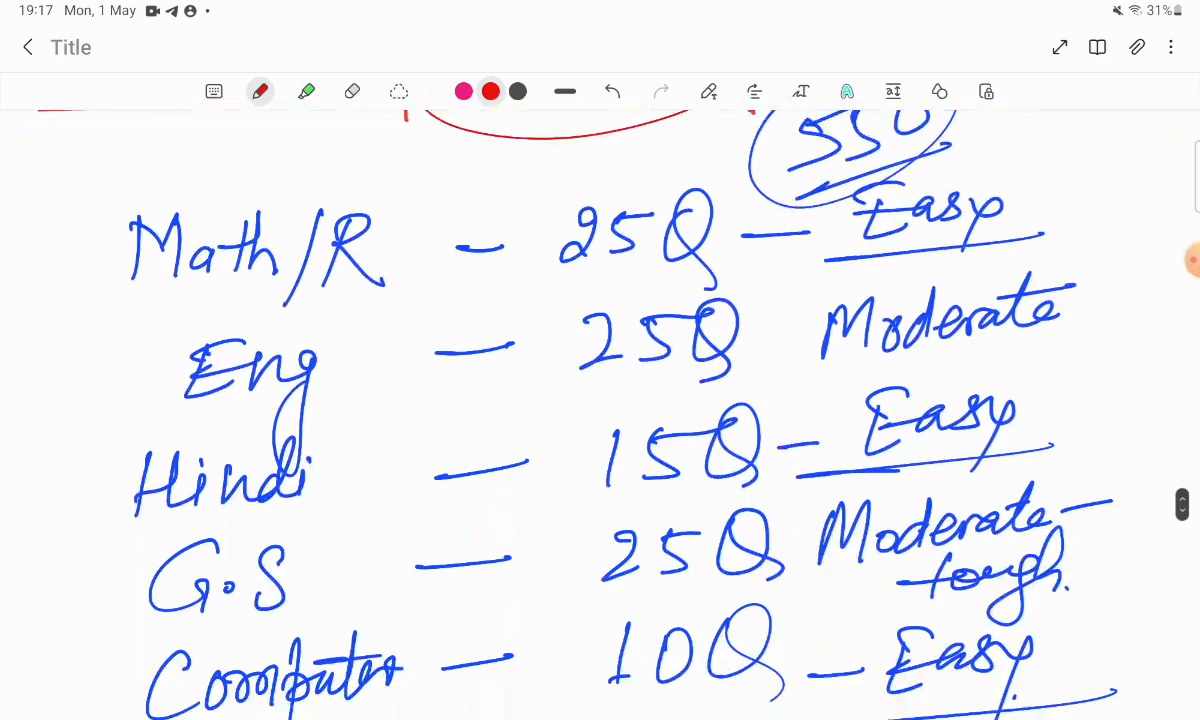 19:17 Mon, 1 May 31%
Title
550
Math/R - 25Q - Easy
Eng - 25Q Moderate
Hindi - 15Q - Easy
G.S - 25Q Moderate-
tough.
Computer - 10Q - Easy